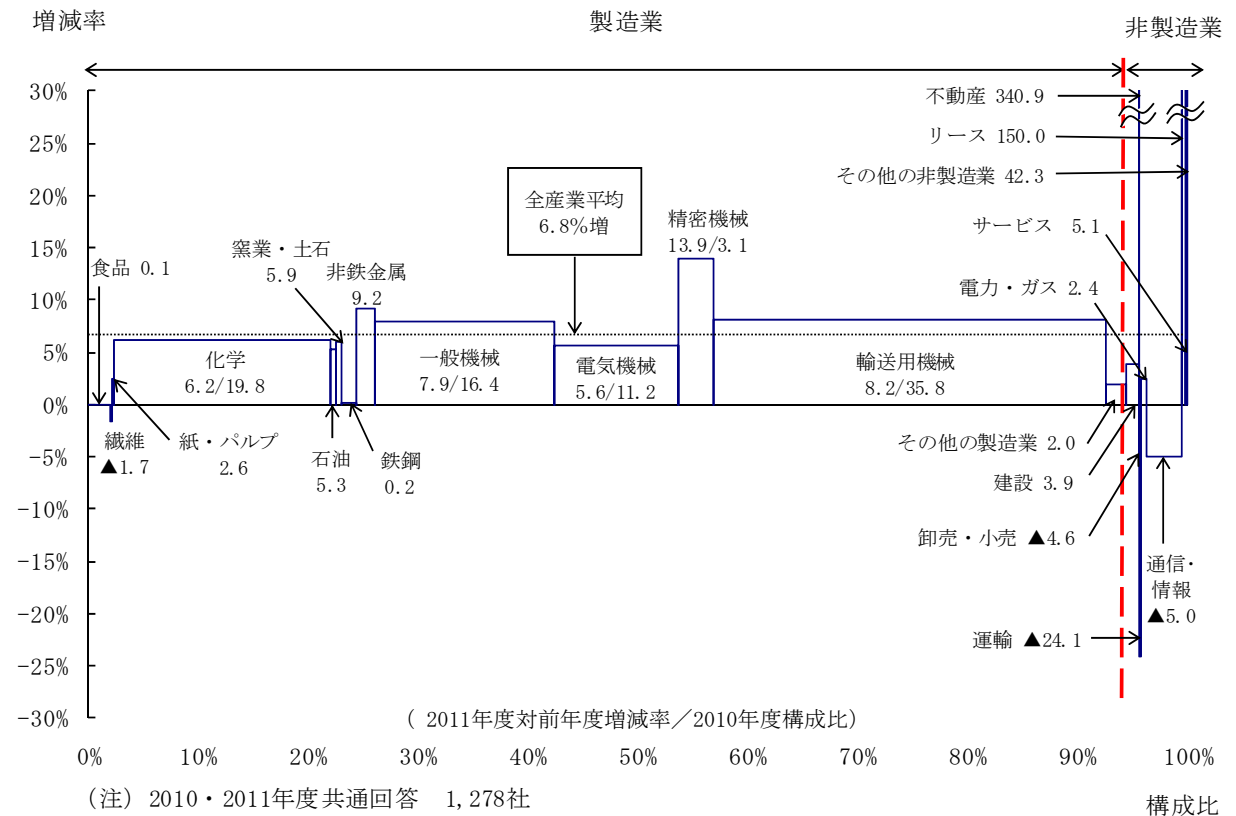 増減率
製造業
非製造業
30%
25%
20%
15%
10%
5%
0%
-5%
-10%
-15%
-20%
-25%
-30%
不動産 340.9
リース 150.0
その他の非製造業 42.3
サービス 5.1
電力・ガス 2.4
全産業平均
6.8%増
精密機械
13.9/3.1
窯業・土石
5.9
非鉄金属
9.2
食品 0.1
化学
6.2/19.8
一般機械
7.9/16.4
電気機械
5.6/11.2
輸送用機械
8.2/35.8
繊維
▲1.7
紙・パルプ
2.6
石油
5.3
鉄鋼
0.2
その他の製造業 2.0
建設 3.9
卸売・小売 ▲4.6
通信・
情報
▲5.0
運輸 ▲24.1
( 2011年度対前年度増減率／2010年度構成比)
0% 10% 20% 30% 40% 50% 60% 70% 80% 90% 100%
(注) 2010・2011年度共通回答 1,278社
構成比